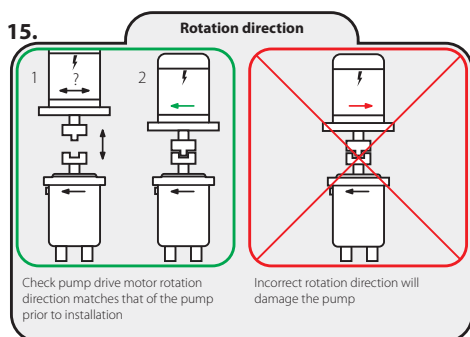 15.
Rotation direction
1
?
2
Check pump drive motor rotation
direction matches that of the pump
prior to installation
Incorrect rotation direction will
damage the pump